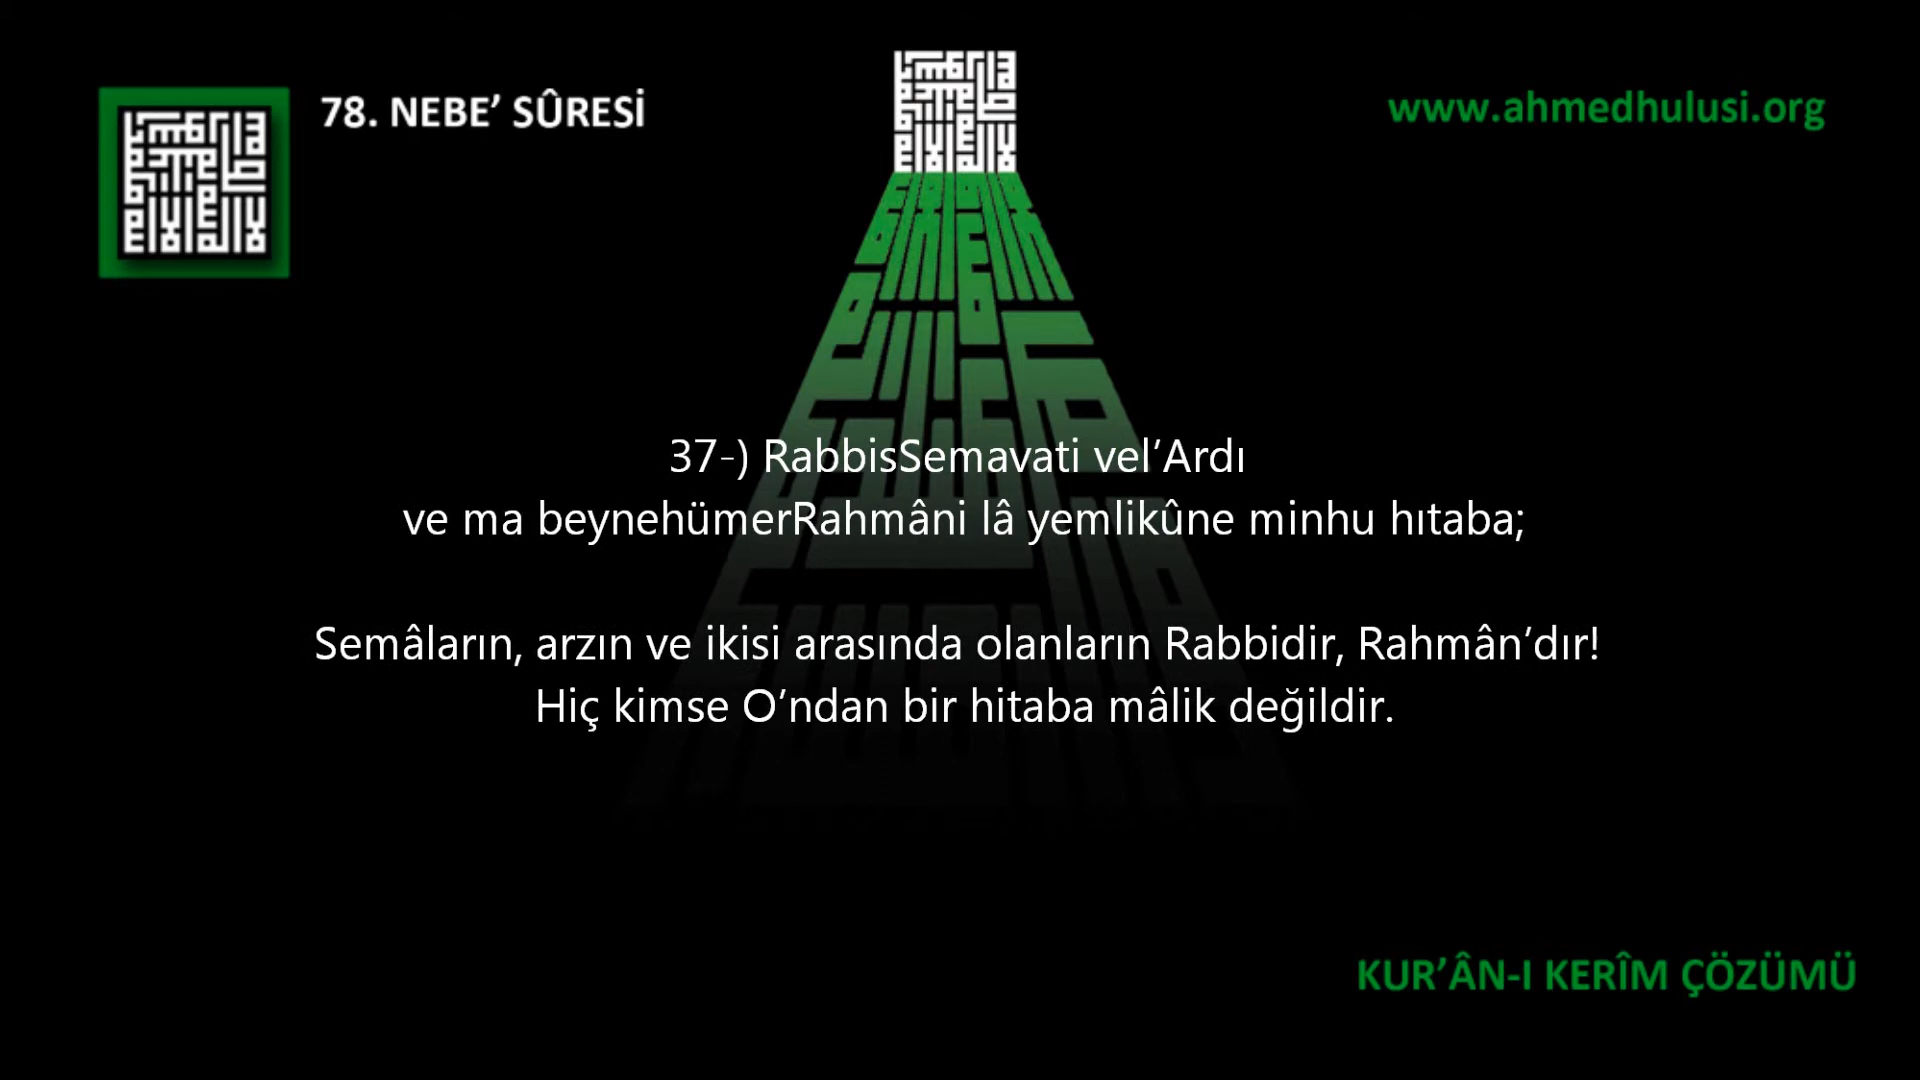 78. NEBE’ SÛRESİ
www.ahmedhulusi.org
37-) RabbisSemavati vel’Ardı
ve ma beynehümerRahmâni lâ yemlikûne minhu hıtaba;
Semâların, arzın ve ikisi arasında olanların Rabbidir, Rahmân’dır!
Hiç kimse O’ndan bir hitaba mâlik değildir.
KUR’ÂN-I KERÎM ÇÖZÜMÜ